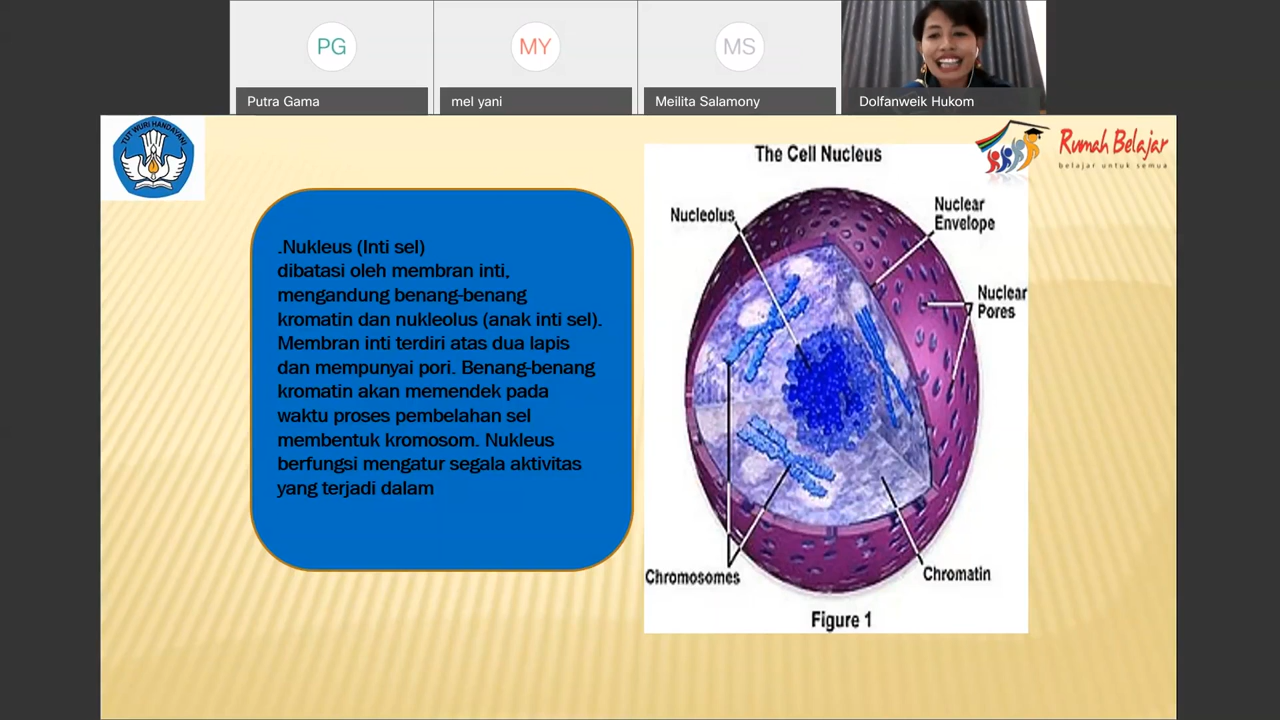 PG
MY
MS
Putra Gama
mel yani
Meilita Salamony
Dolfanweik Hukom
TUT WURI HANDAYANI
Rumah Belajar
belajar untuk semua
.Nukleus (Inti sel)
dibatasi oleh membran inti,
mengandung benang-benang
kromatin dan nukleolus (anak inti sel).
Membran inti terdiri atas dua lapis
dan mempunyai pori. Benang-benang
kromatin akan memendek pada
waktu proses pembelahan sel
membentuk kromosom. Nukleus
berfungsi mengatur segala aktivitas
yang terjadi dalam
The Cell Nucleus
Nucleolus
Nuclear
Envelope
Nuclear
Pores
Chromosomes
Chromatin
Figure 1